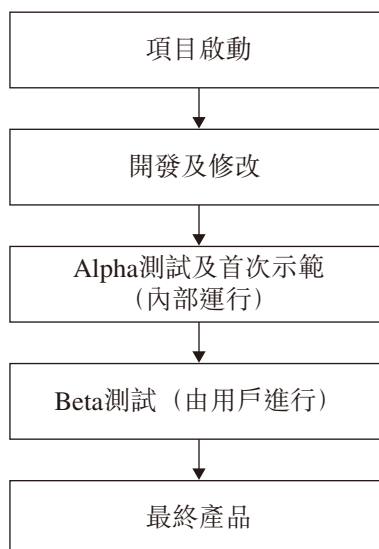 項目啟動
開發及修改
Alpha測試及首次示範
（內部運行）
Beta測試（由用戶進行）
最終產品